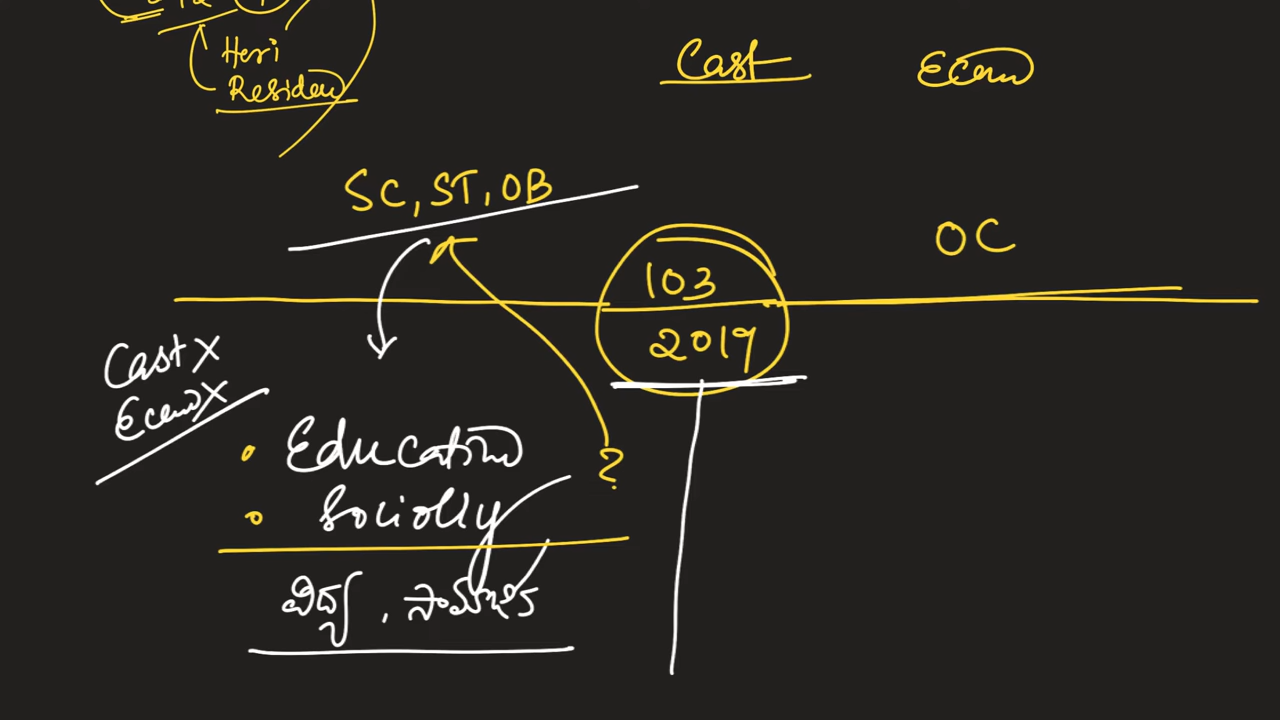 Heri
Residen
Cast
Econ
SC, ST, OB
OC
103
2019
Cast X
Econ X
• Education
?
• Socially
విద్య , సామాజిక